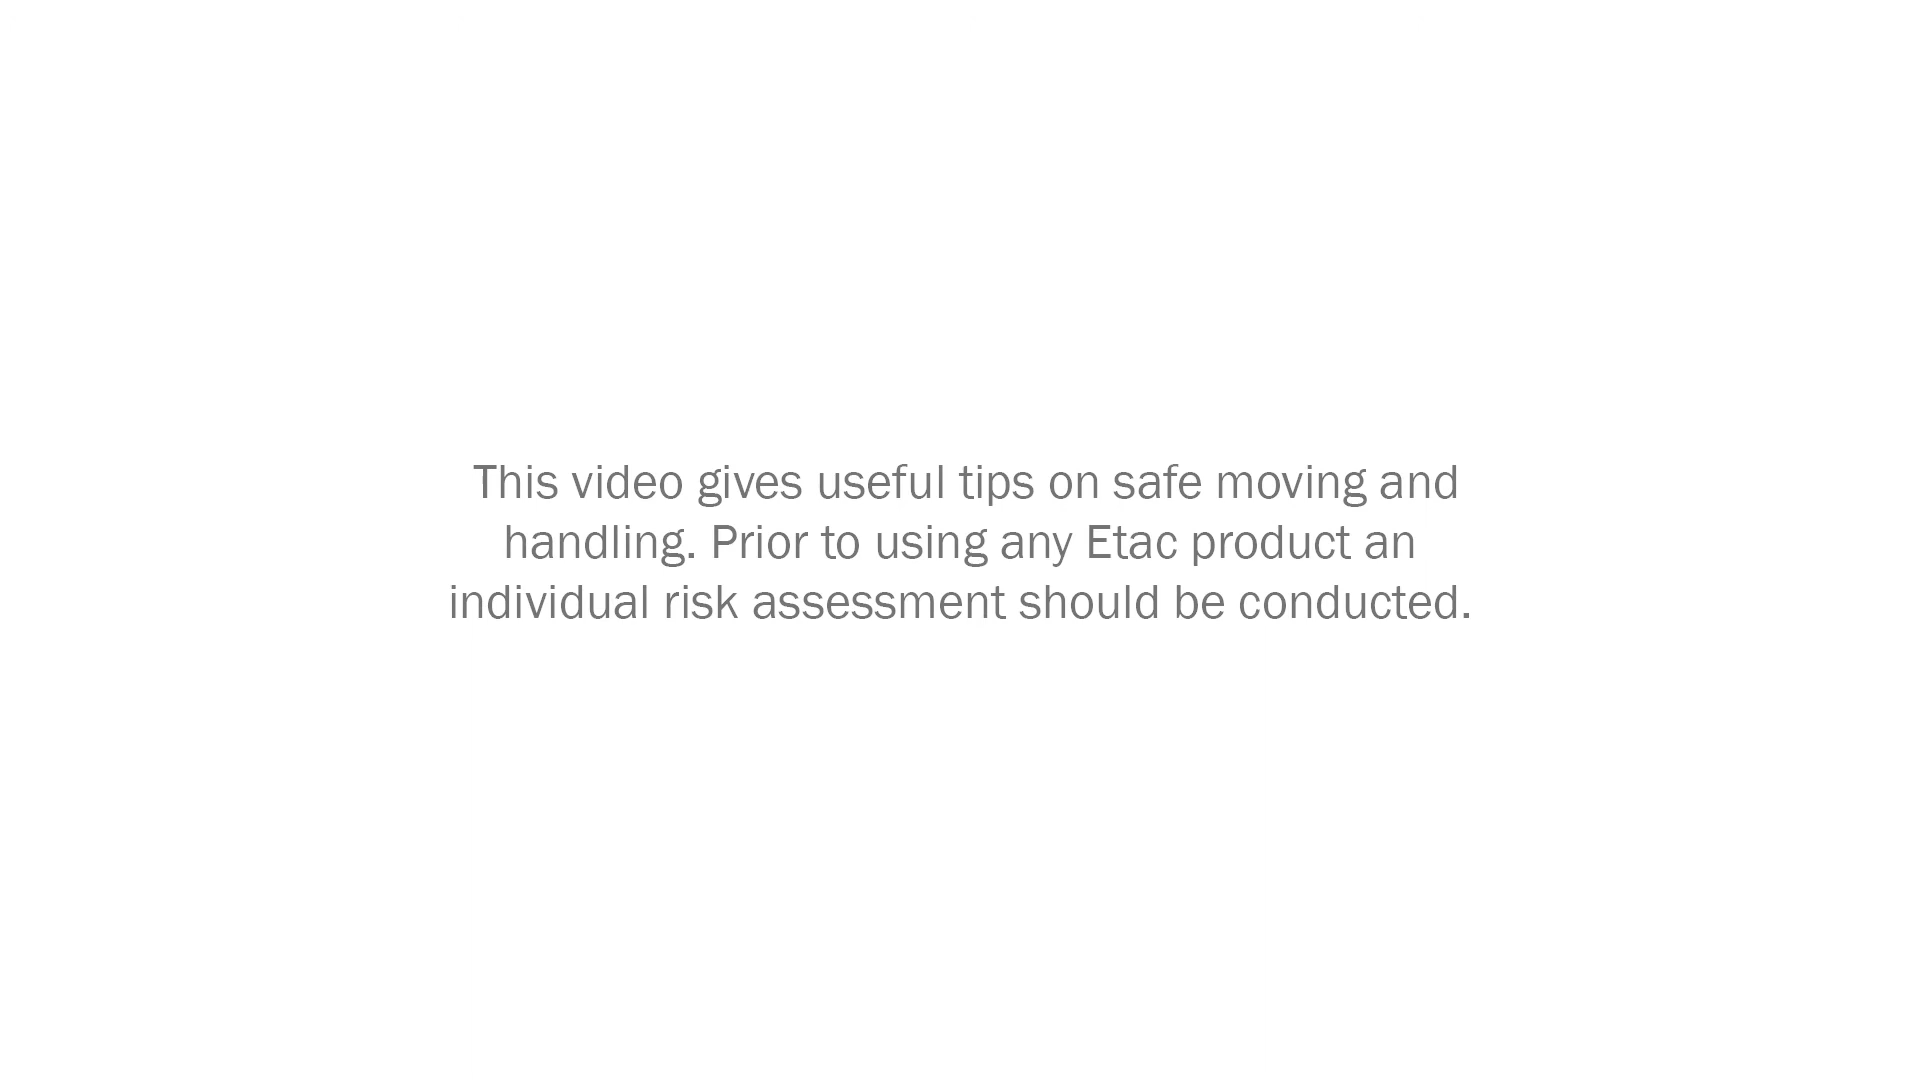 This video gives useful tips on safe moving and
handling. Prior to using any Etac product an
individual risk assessment should be conducted.